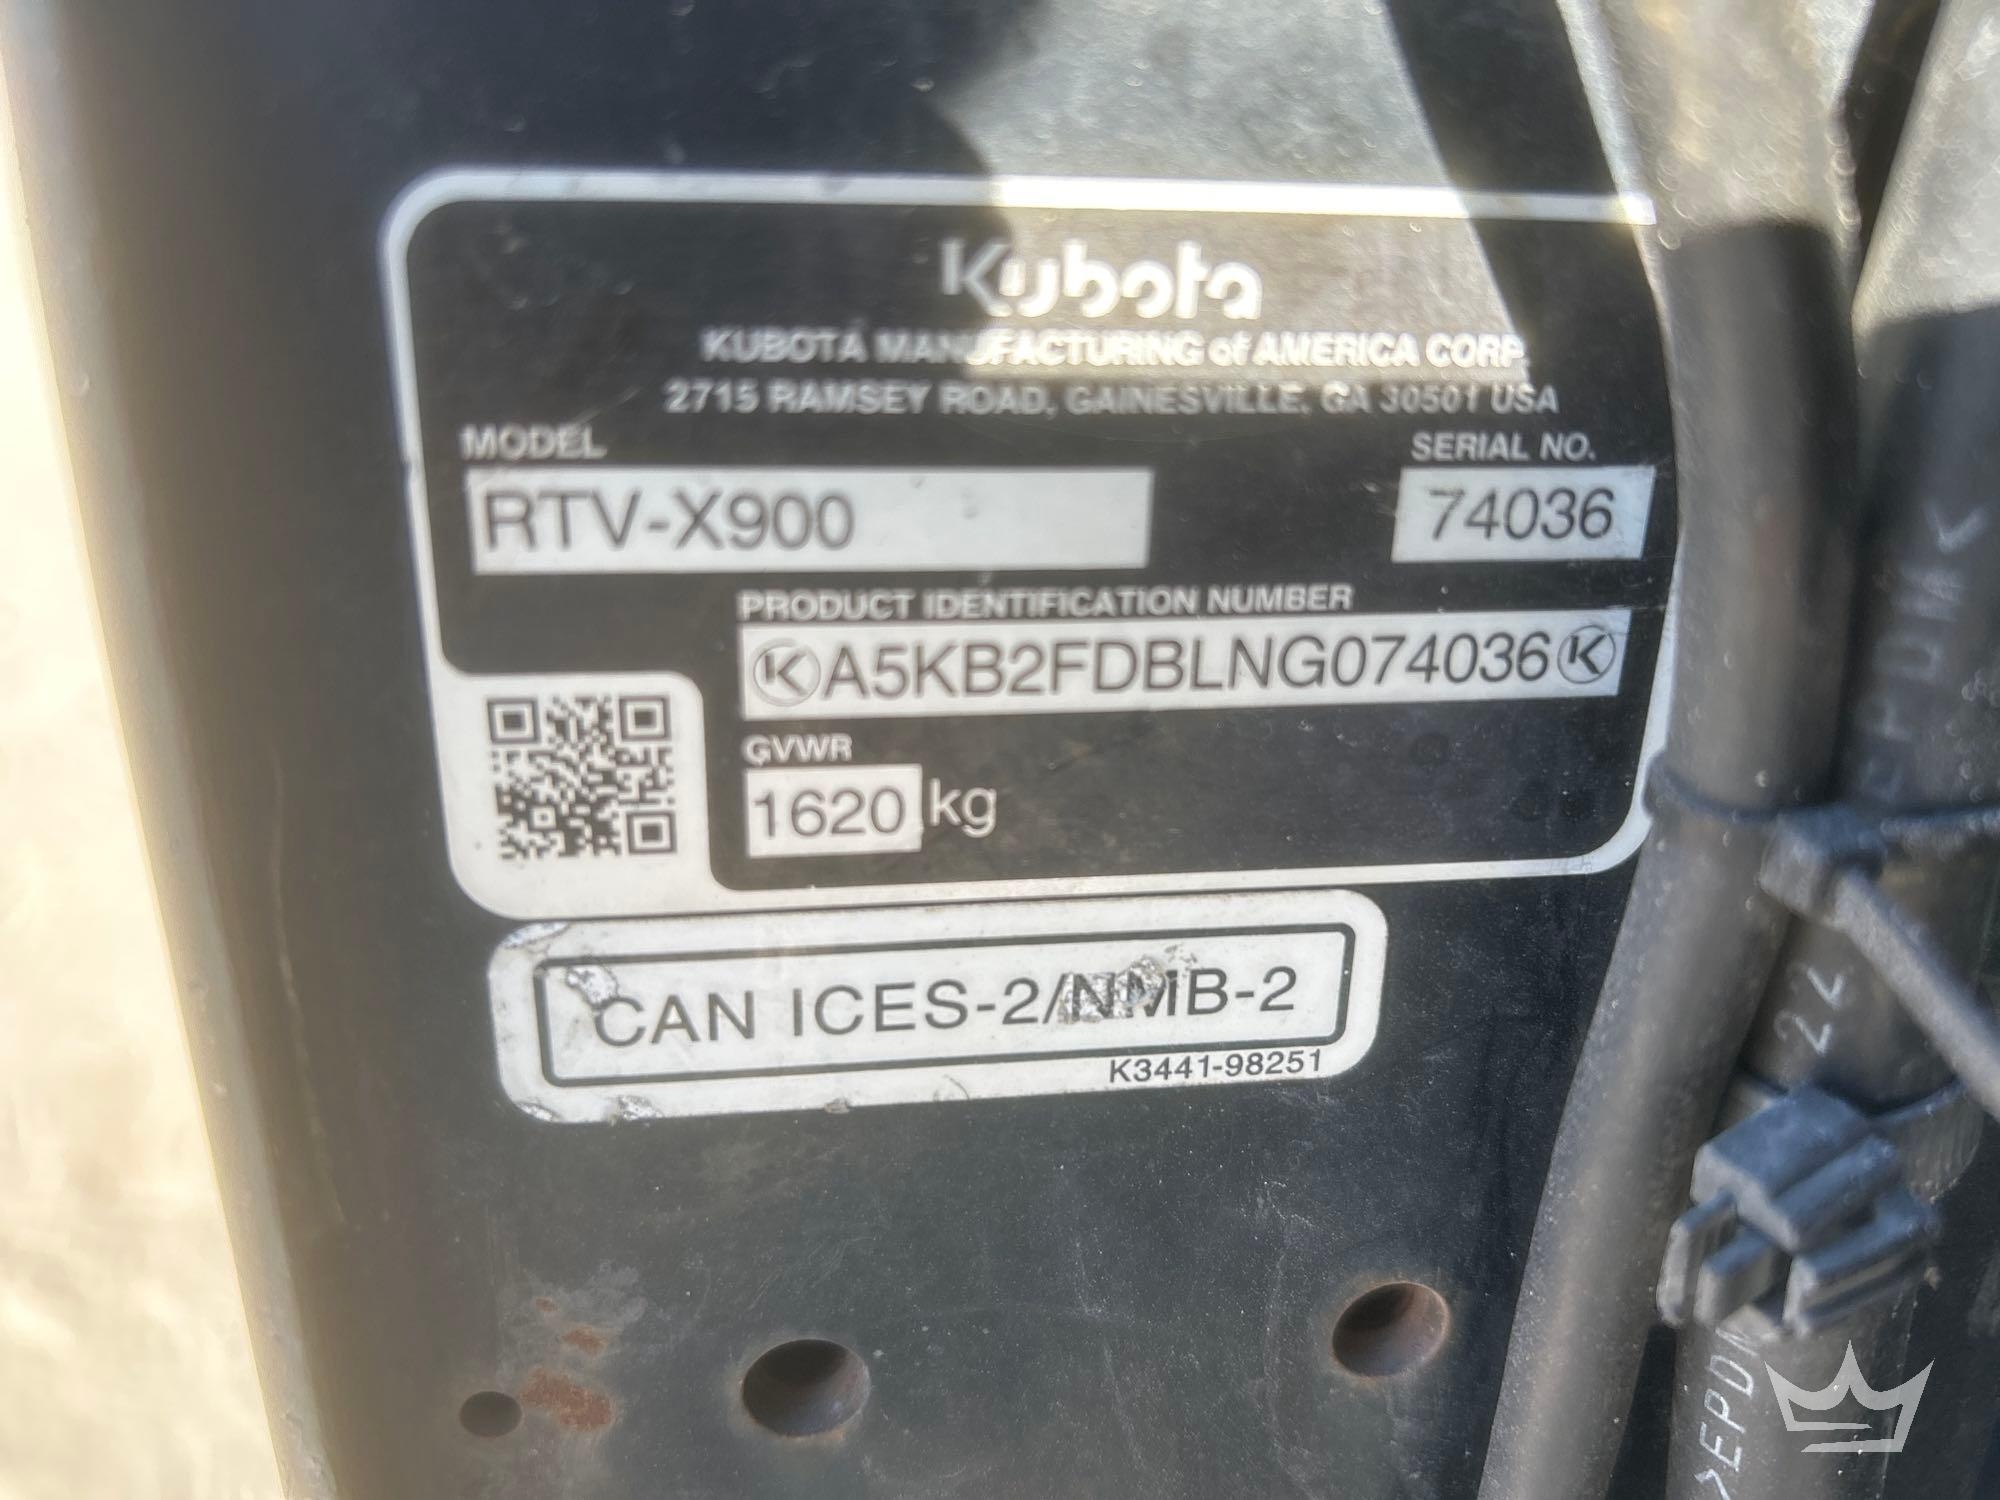 Kubota
KUBOTA MANUFACTURING of AMERICA CORP.
2715 RAMSEY ROAD, GAINESVILLE, GA 30501 USA
MODEL
SERIAL NO.
RTV-X900
74036
PRODUCT IDENTIFICATION NUMBER
K A5KB2FDBLNG074036 K
GVWR
1620 kg
CAN ICES-2/NMB-2
K3441-98251
>EPDM